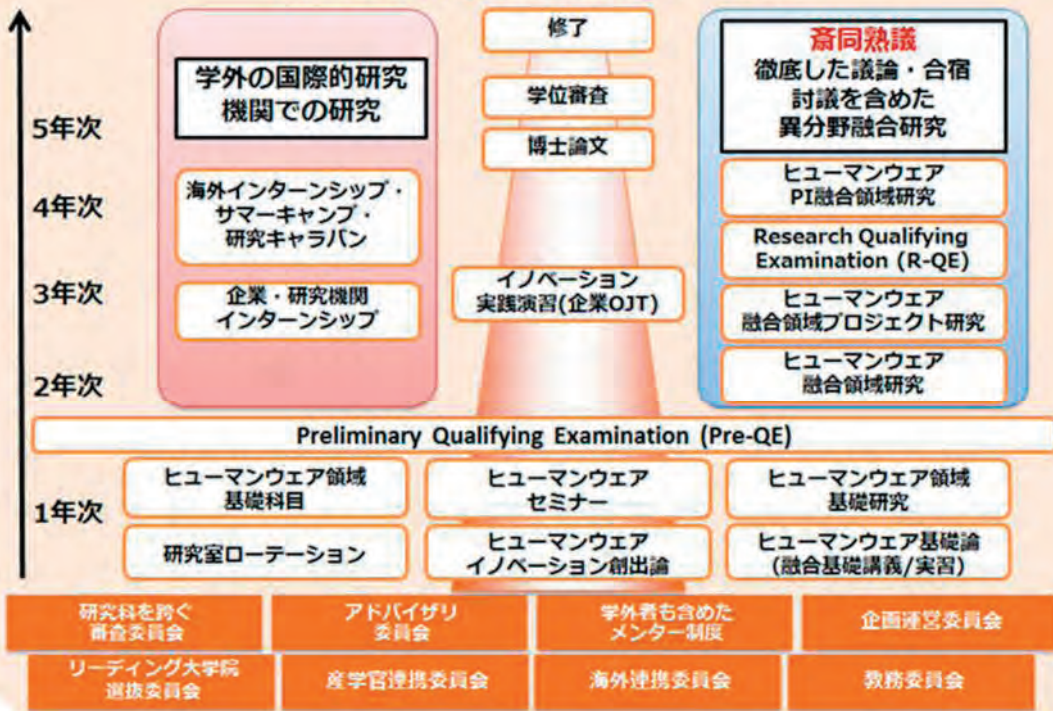 修了
学位審査
博士論文
5年次
4年次
3年次
2年次
1年次
学外の国際的研究
機関での研究
海外インターンシップ・
サマーキャンプ・
研究キャラバン
企業・研究機関
インターンシップ
イノベーション
実践演習(企業OJT)
斎同熟議
徹底した議論・合宿
討議を含めた
異分野融合研究
ヒューマンウェア
PI融合領域研究
Research Qualifying
Examination (R-QE)
ヒューマンウェア
融合領域プロジェクト研究
ヒューマンウェア
融合領域研究
Preliminary Qualifying Examination (Pre-QE)
ヒューマンウェア領域
基礎科目
ヒューマンウェア
セミナー
ヒューマンウェア領域
基礎研究
研究室ローテーション
ヒューマンウェア
イノベーション創出論
ヒューマンウェア基礎論
(融合基礎講義/実習)
研究科を跨ぐ
審査委員会
アドバイザリ
委員会
学外者も含めた
メンター制度
企画運営委員会
リーディング大学院
選抜委員会
産学官連携委員会
海外連携委員会
教務委員会